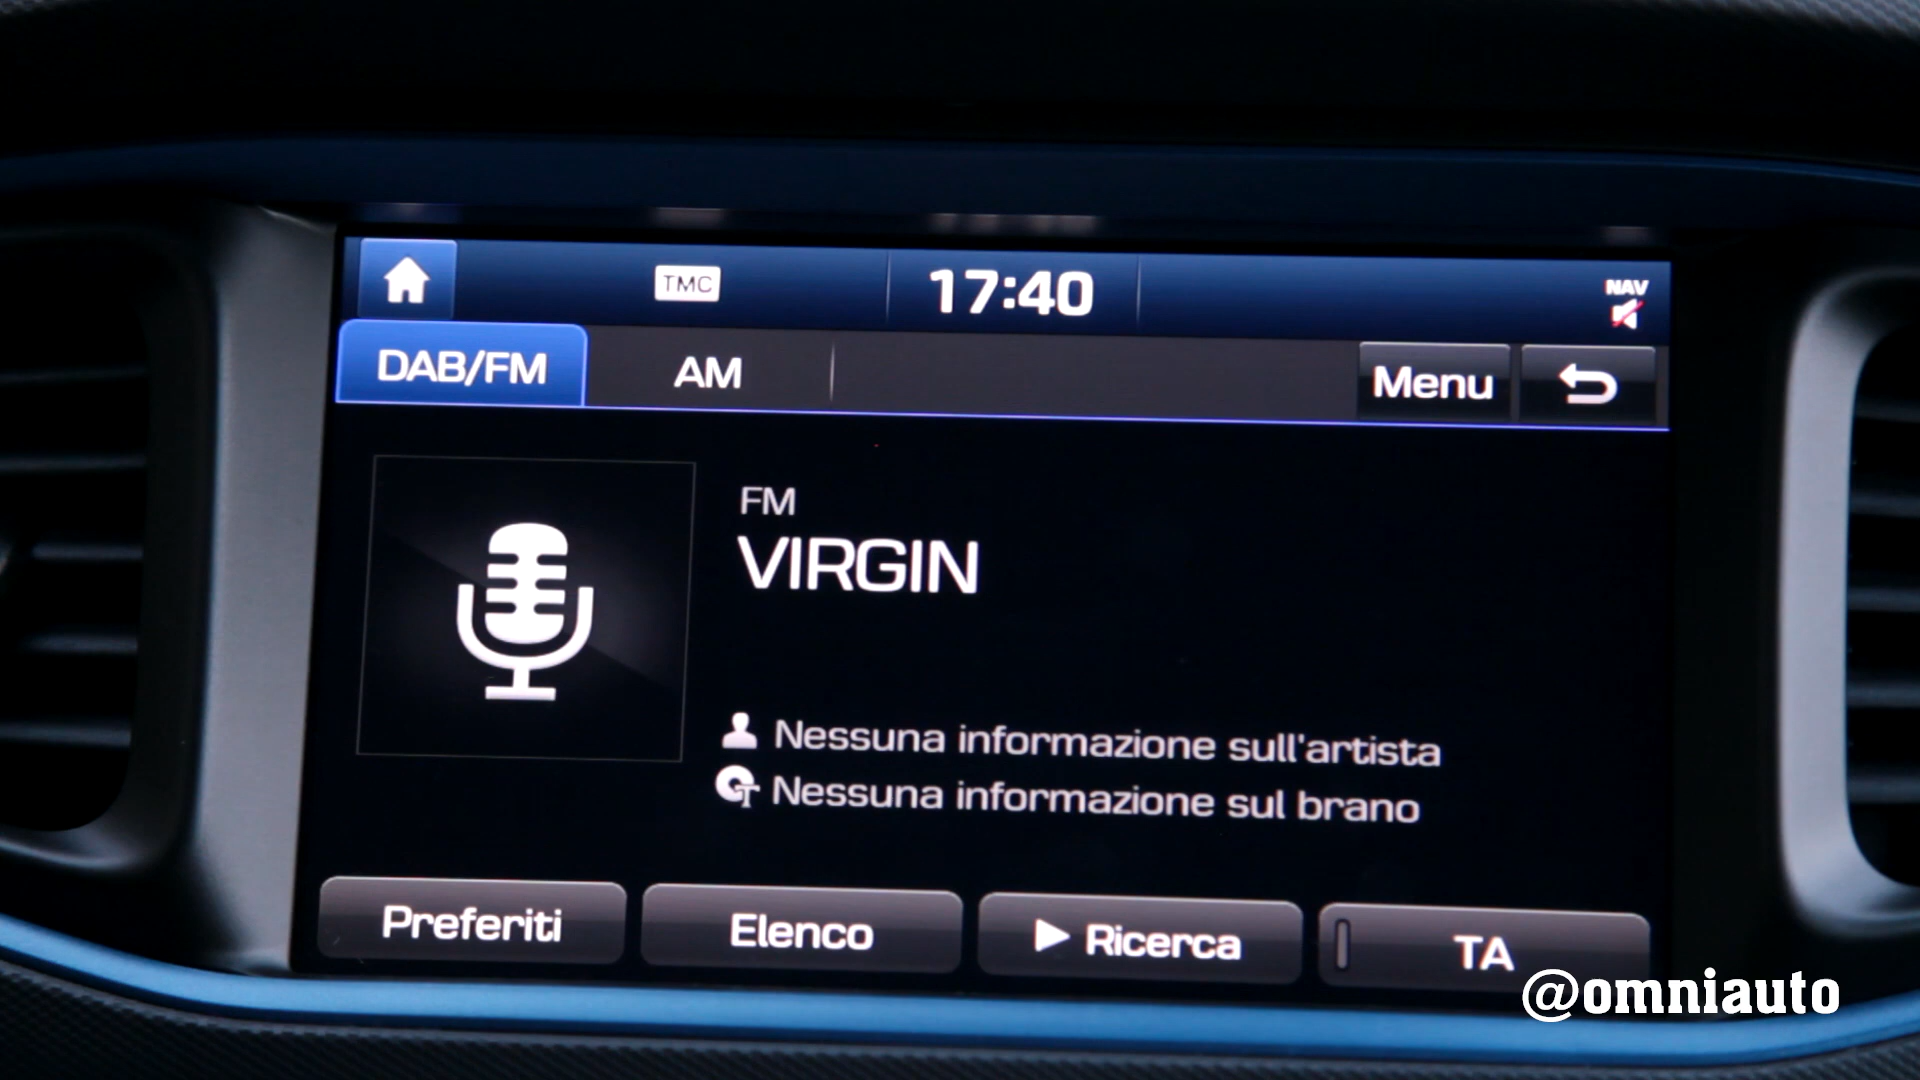 TMC
17:40
NAV
DAB/FM
AM
Menu
FM
VIRGIN
Nessuna informazione sull'artista
Nessuna informazione sul brano
Preferiti
Elenco
Ricerca
TA
@omniauto